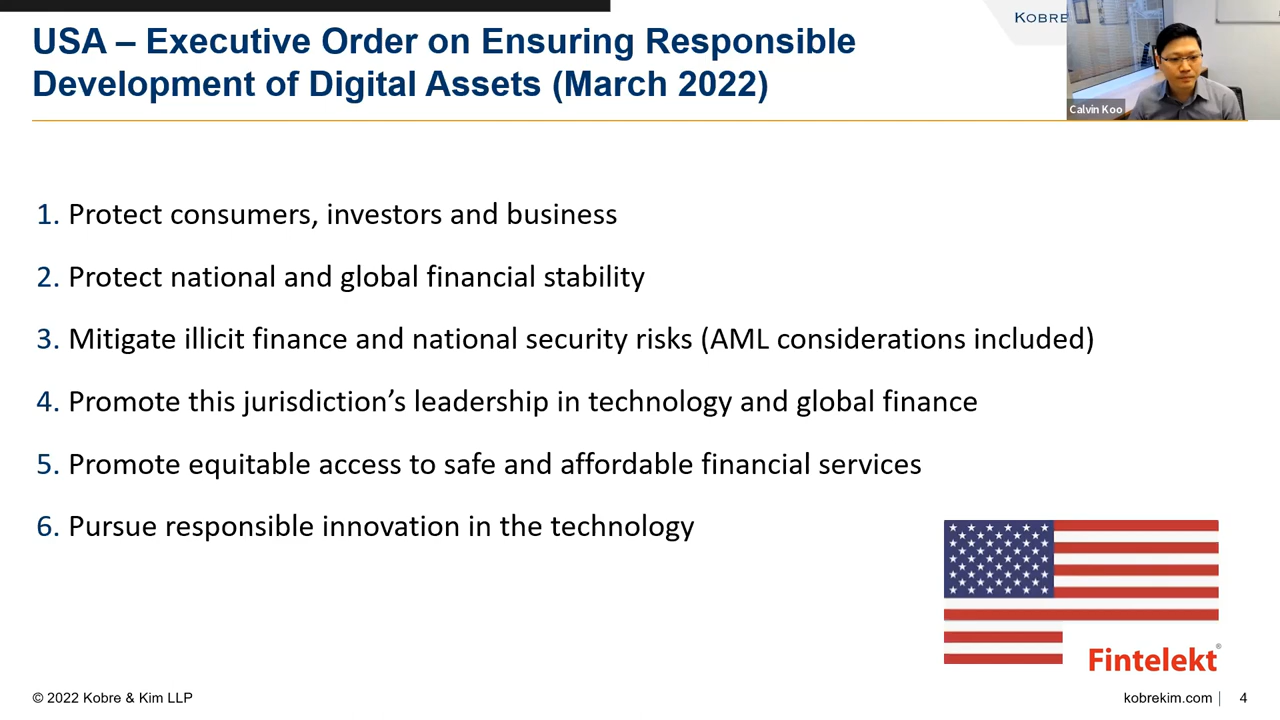 USA – Executive Order on Ensuring Responsible
Development of Digital Assets (March 2022)
KOBRE
Calvin Koo
1. Protect consumers, investors and business
2. Protect national and global financial stability
3. Mitigate illicit finance and national security risks (AML considerations included)
4. Promote this jurisdiction’s leadership in technology and global finance
5. Promote equitable access to safe and affordable financial services
6. Pursue responsible innovation in the technology
Fintelekt®
© 2022 Kobre & Kim LLP
kobrekim.com | 4